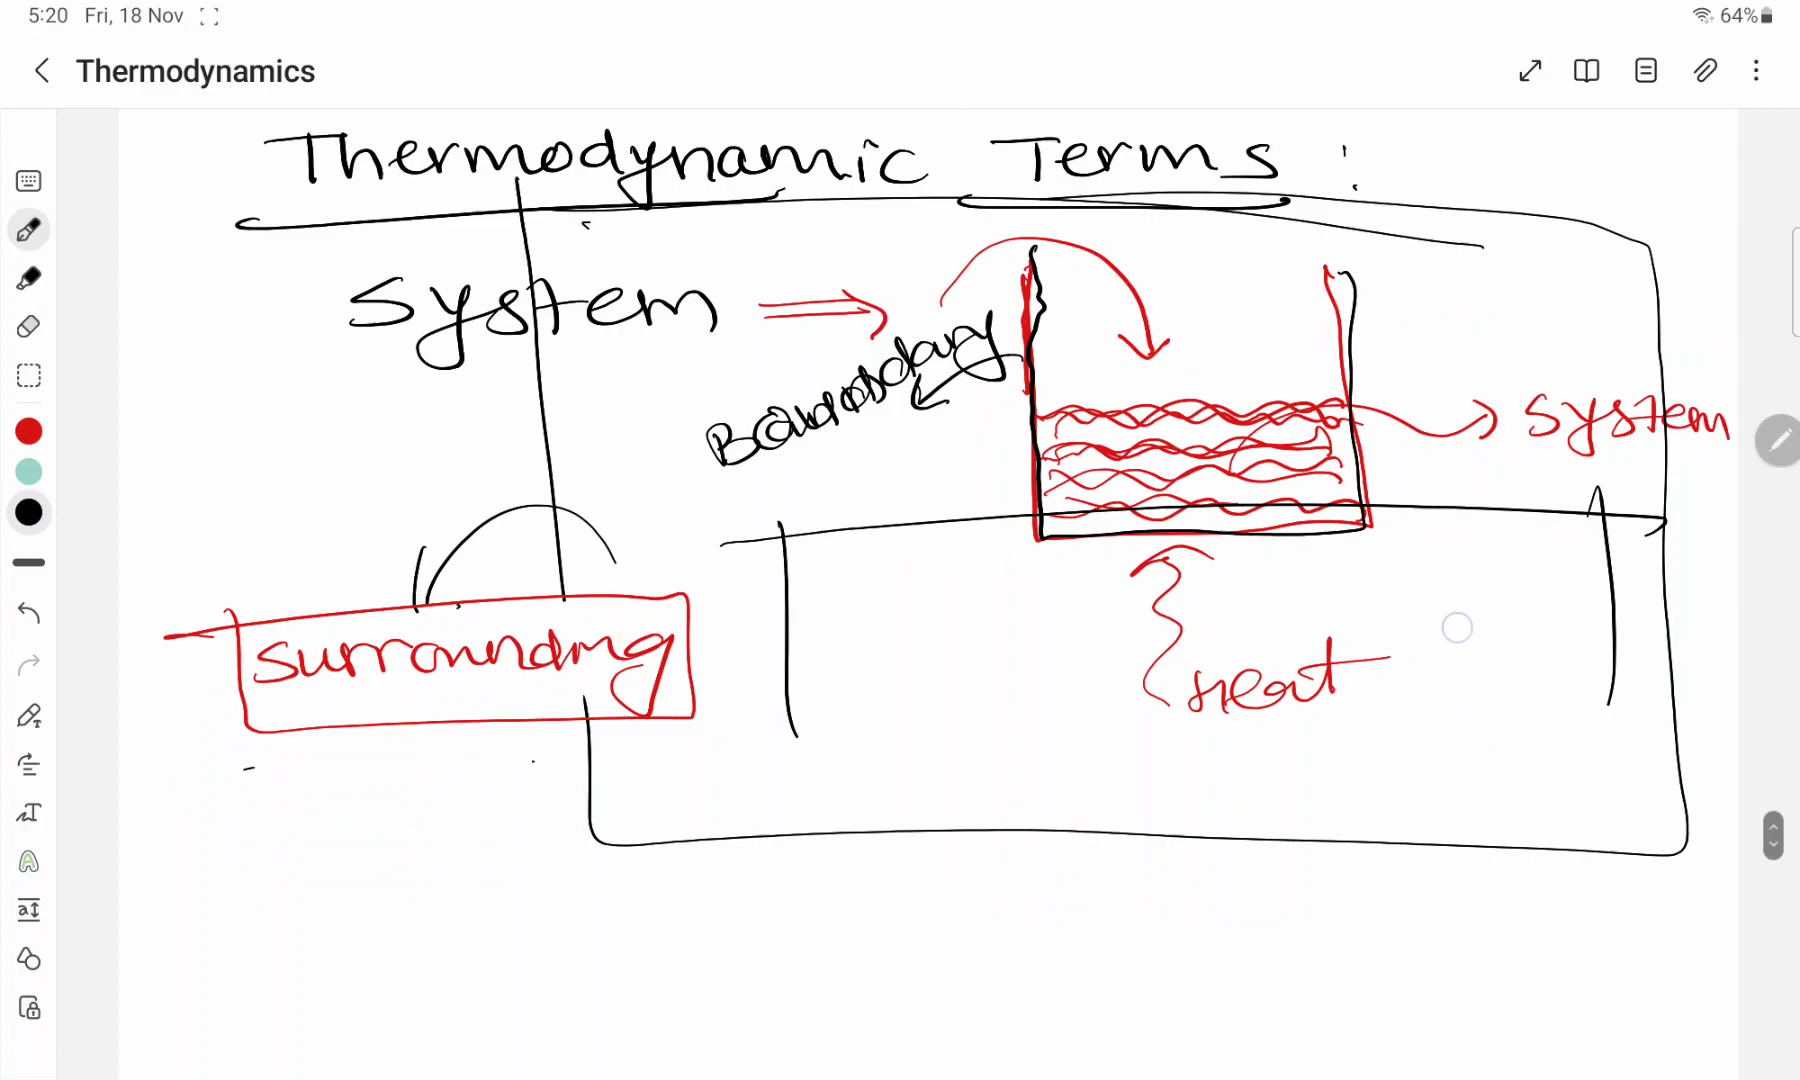 5:20 Fri, 18 Nov
64%
Thermodynamics
Thermodynamic Terms :
System
Boundary
System
surrounding
Heat